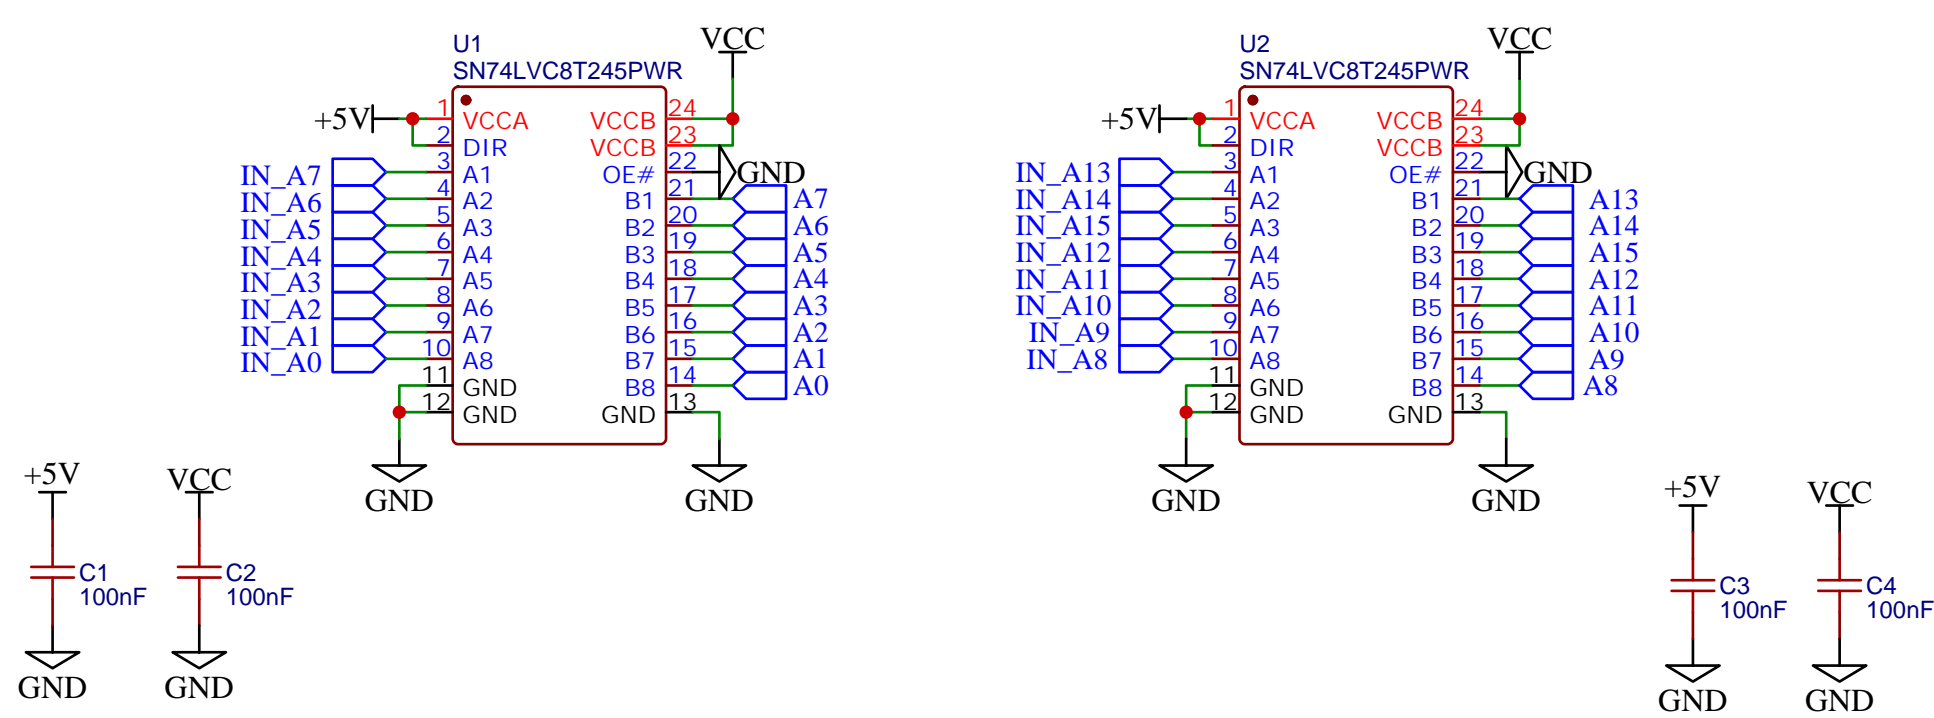 U1
SN74LVC8T245PWR
VCC
+5V
1 VCCA VCCB 24
2 DIR VCCB 23
IN_A7 3 A1 OE# 22 GND
IN_A6 4 A2 B1 21 A7
IN_A5 5 A3 B2 20 A6
IN_A4 6 A4 B3 19 A5
IN_A3 7 A5 B4 18 A4
IN_A2 8 A6 B5 17 A3
IN_A1 9 A7 B6 16 A2
IN_A0 10 A8 B7 15 A1
11 GND B8 14 A0
12 GND GND 13
GND GND
U2
SN74LVC8T245PWR
VCC
+5V
1 VCCA VCCB 24
2 DIR VCCB 23
IN_A13 3 A1 OE# 22 GND
IN_A14 4 A2 B1 21 A13
IN_A15 5 A3 B2 20 A14
IN_A12 6 A4 B3 19 A15
IN_A11 7 A5 B4 18 A12
IN_A10 8 A6 B5 17 A11
IN_A9 9 A7 B6 16 A10
IN_A8 10 A8 B7 15 A9
11 GND B8 14 A8
12 GND GND 13
GND GND
+5V
C1
100nF
GND
VCC
C2
100nF
GND
+5V
C3
100nF
GND
VCC
C4
100nF
GND